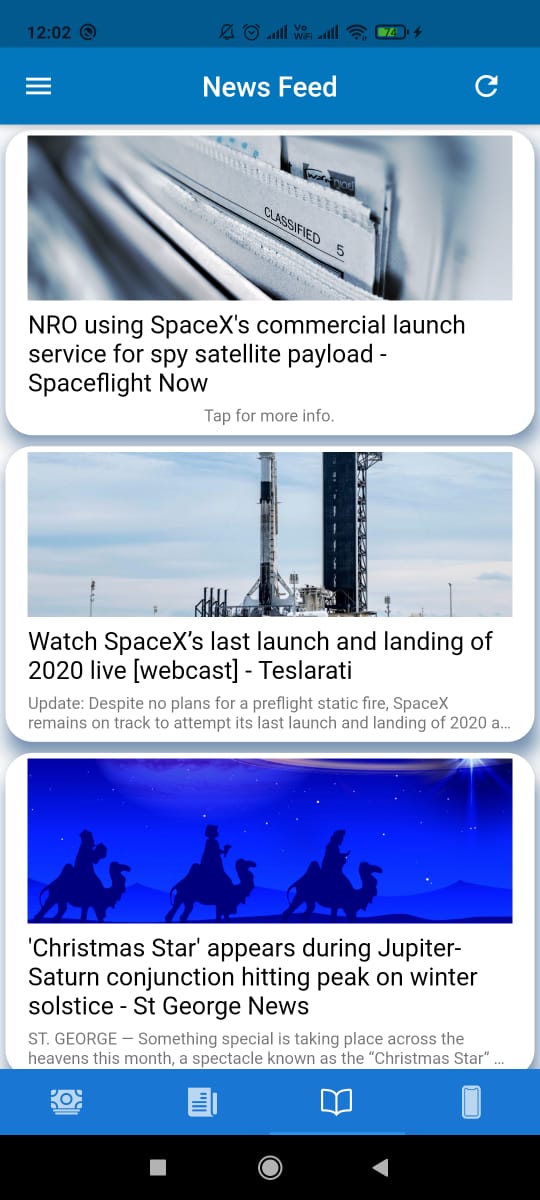 12:02
Vo
WiFi
74
News Feed
CLASSIFIED 5
NRO using SpaceX's commercial launch
service for spy satellite payload -
Spaceflight Now
Tap for more info.
Watch SpaceX’s last launch and landing of
2020 live [webcast] - Teslarati
Update: Despite no plans for a preflight static fire, SpaceX
remains on track to attempt its last launch and landing of 2020 a...
'Christmas Star' appears during Jupiter-
Saturn conjunction hitting peak on winter
solstice - St George News
ST. GEORGE — Something special is taking place across the
heavens this month, a spectacle known as the “Christmas Star” ...